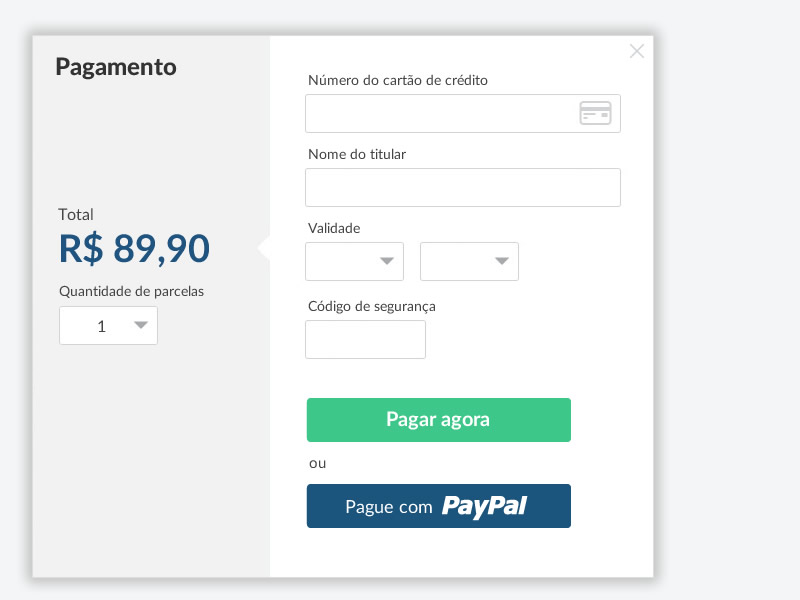 Pagamento
Total
R$ 89,90
Quantidade de parcelas
1
Número do cartão de crédito
Nome do titular
Validade
Código de segurança
Pagar agora
ou
Pague com PayPal